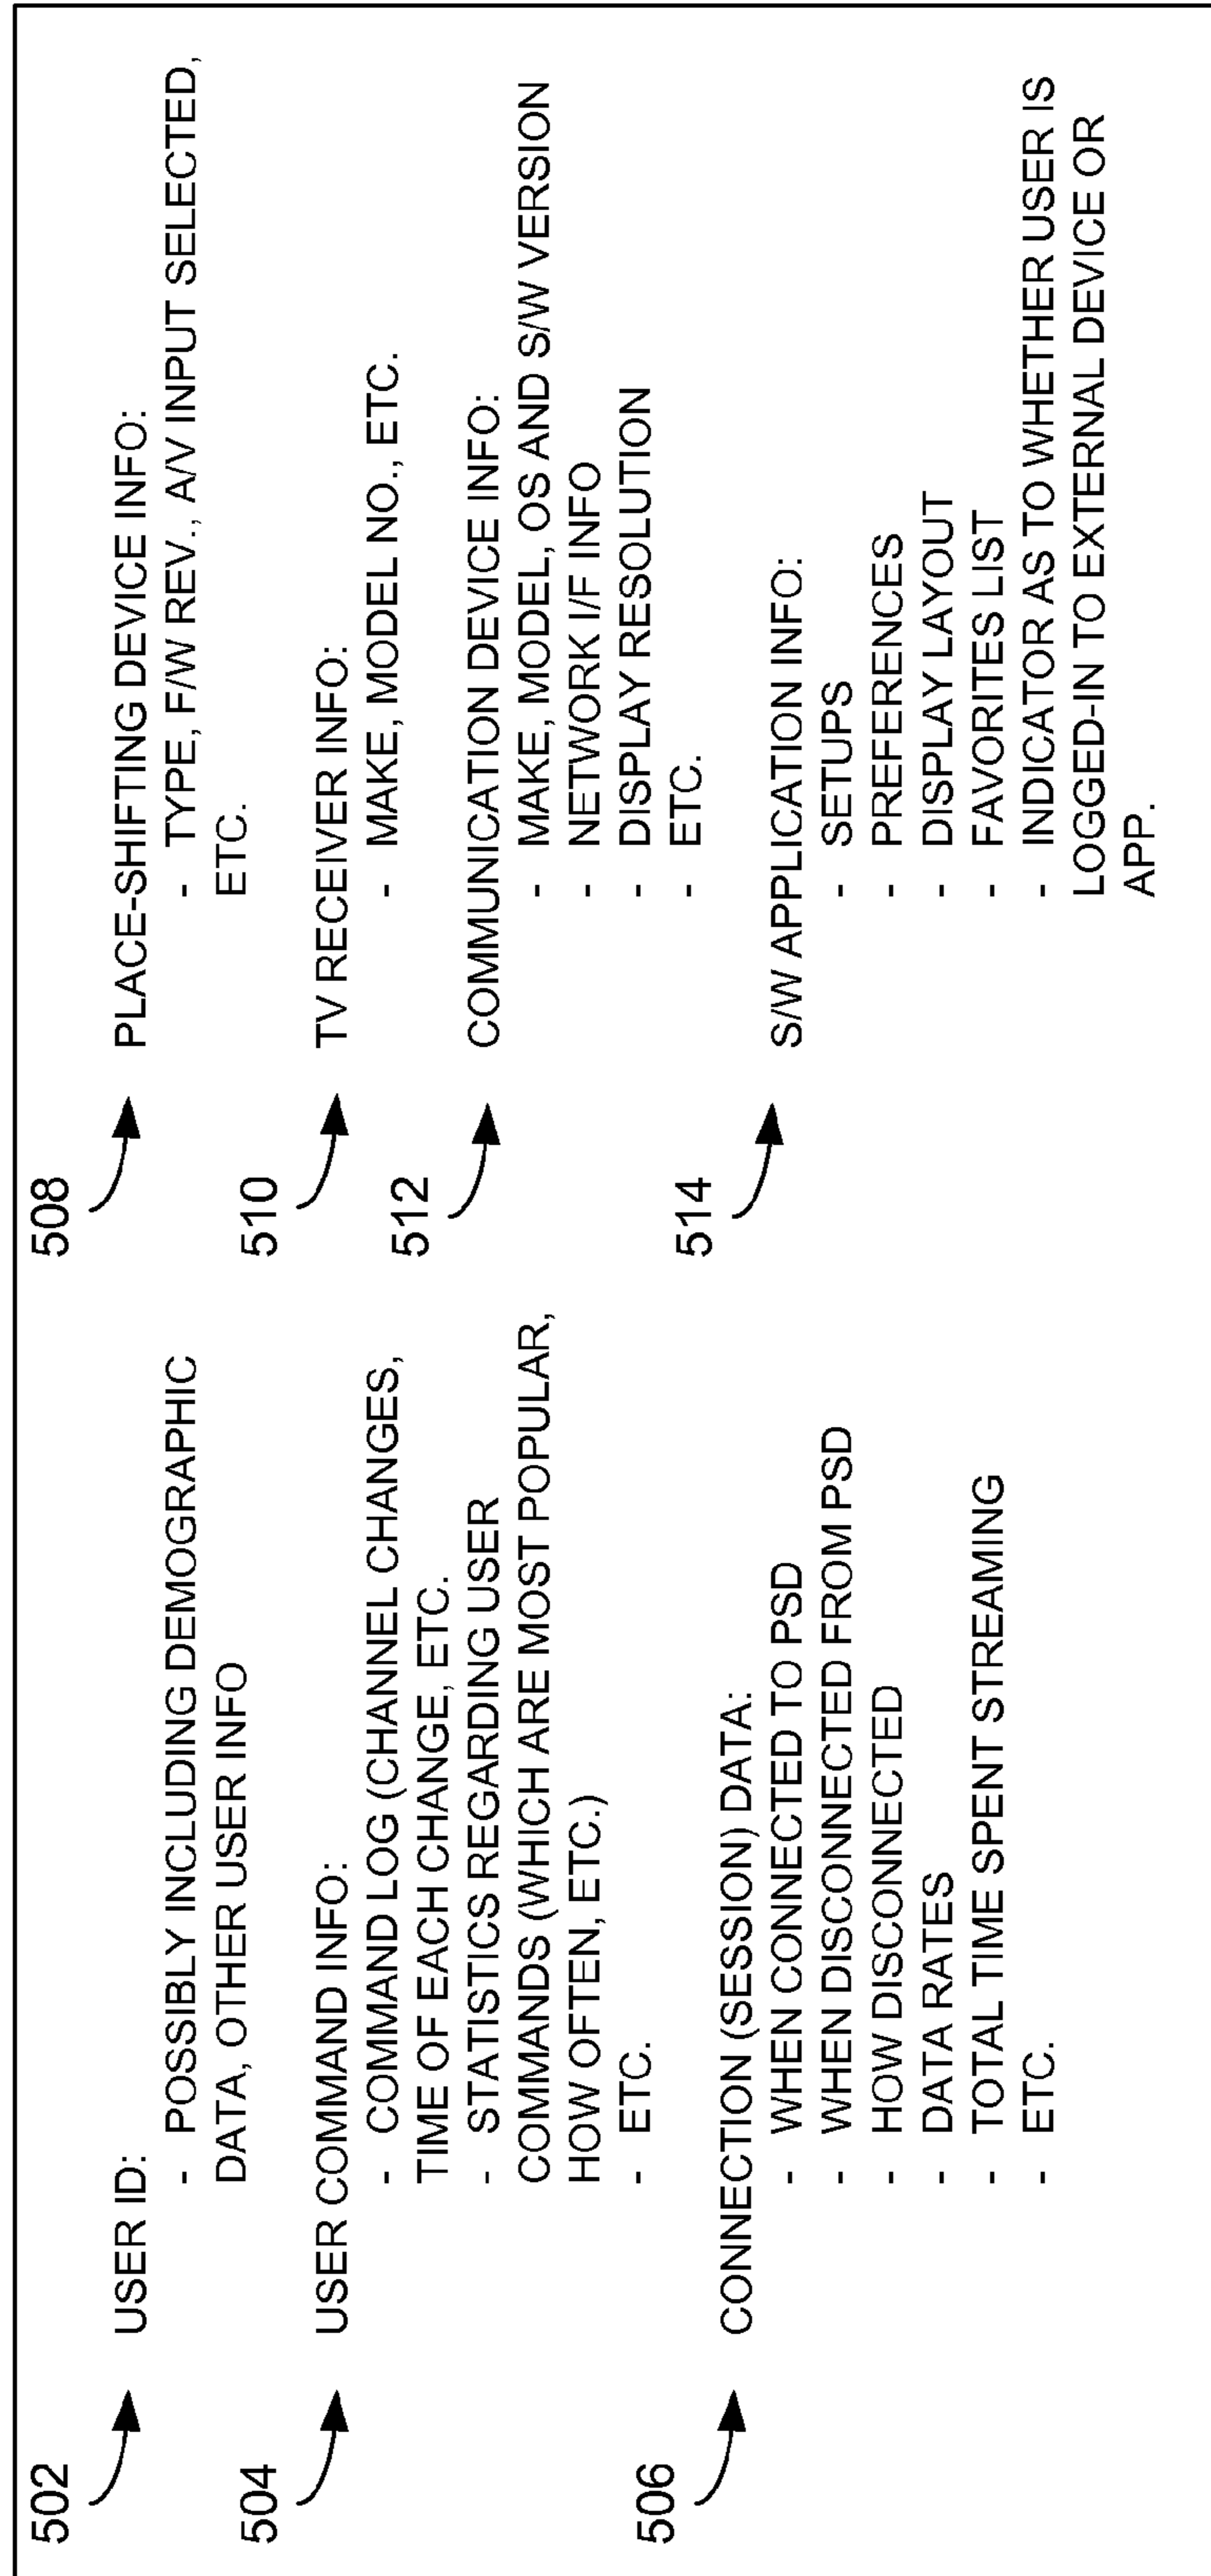 502
USER ID:
- POSSIBLY INCLUDING DEMOGRAPHIC
DATA, OTHER USER INFO
504
USER COMMAND INFO:
- COMMAND LOG (CHANNEL CHANGES,
TIME OF EACH CHANGE, ETC.
- STATISTICS REGARDING USER
COMMANDS (WHICH ARE MOST POPULAR,
HOW OFTEN, ETC.)
- ETC.
506
CONNECTION (SESSION) DATA:
- WHEN CONNECTED TO PSD
- WHEN DISCONNECTED FROM PSD
- HOW DISCONNECTED
- DATA RATES
- TOTAL TIME SPENT STREAMING
- ETC.
508
PLACE-SHIFTING DEVICE INFO:
- TYPE, F/W REV., A/V INPUT SELECTED,
ETC.
510
TV RECEIVER INFO:
- MAKE, MODEL NO., ETC.
512
COMMUNICATION DEVICE INFO:
- MAKE, MODEL, OS AND S/W VERSION
- NETWORK I/F INFO
- DISPLAY RESOLUTION
- ETC.
514
S/W APPLICATION INFO:
- SETUPS
- PREFERENCES
- DISPLAY LAYOUT
- FAVORITES LIST
- INDICATOR AS TO WHETHER USER IS
LOGGED-IN TO EXTERNAL DEVICE OR
APP.